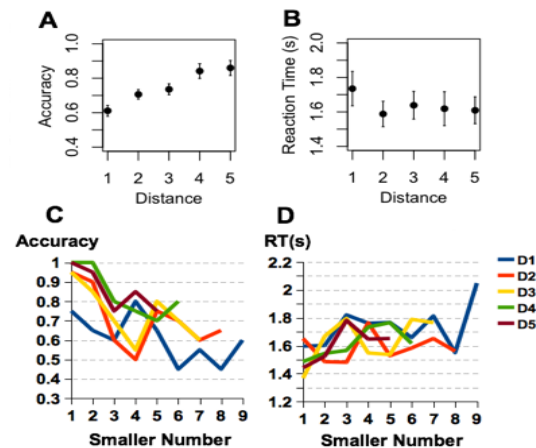 A
Accuracy
1.0
0.8
0.6
0.4
1 2 3 4 5
Distance
B
Reaction Time (s)
2.0
1.8
1.6
1.4
1 2 3 4 5
Distance
C
Accuracy
1
0.9
0.8
0.7
0.6
0.5
0.4
0.3
1 2 3 4 5 6 7 8 9
Smaller Number
D
RT(s)
2.2
2
1.8
1.6
1.4
1.2
1 2 3 4 5 6 7 8 9
Smaller Number
D1
D2
D3
D4
D5